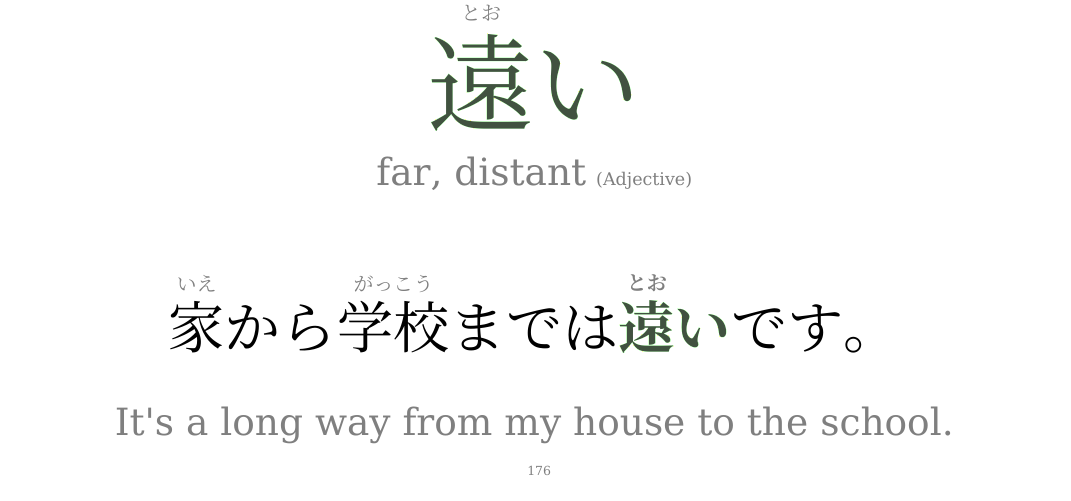 とお
遠い
far, distant (Adjective)
いえ がっこう とお
家から学校までは遠いです。
It's a long way from my house to the school.
176